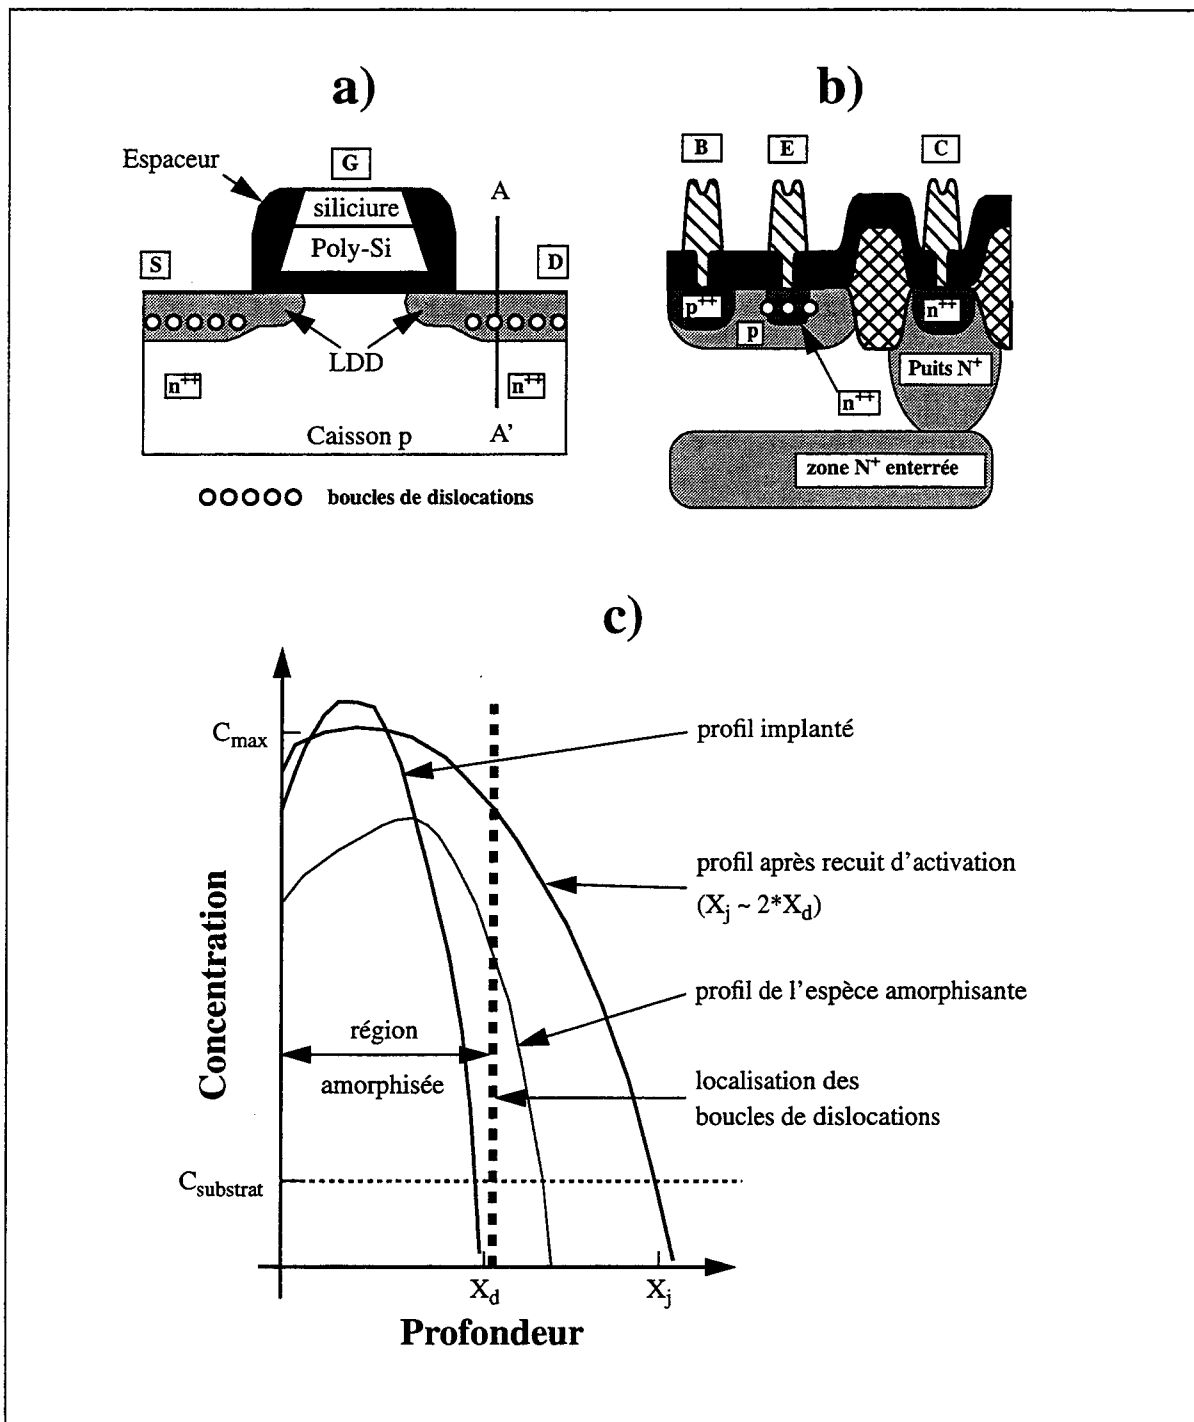 a)
b)
Espaceur
G
siliciure
Poly-Si
S
D
A
LDD
n++
n++
Caisson p
A'
boucles de dislocations
B
E
C
p++
p
n++
n++
Puits N+
zone N+ enterrée
c)
Cmax
profil implanté
profil après recuit d'activation
(Xj ~ 2*Xd)
profil de l'espèce amorphisante
région
amorphisée
localisation des
boucles de dislocations
Csubstrat
Concentration
Xd
Xj
Profondeur